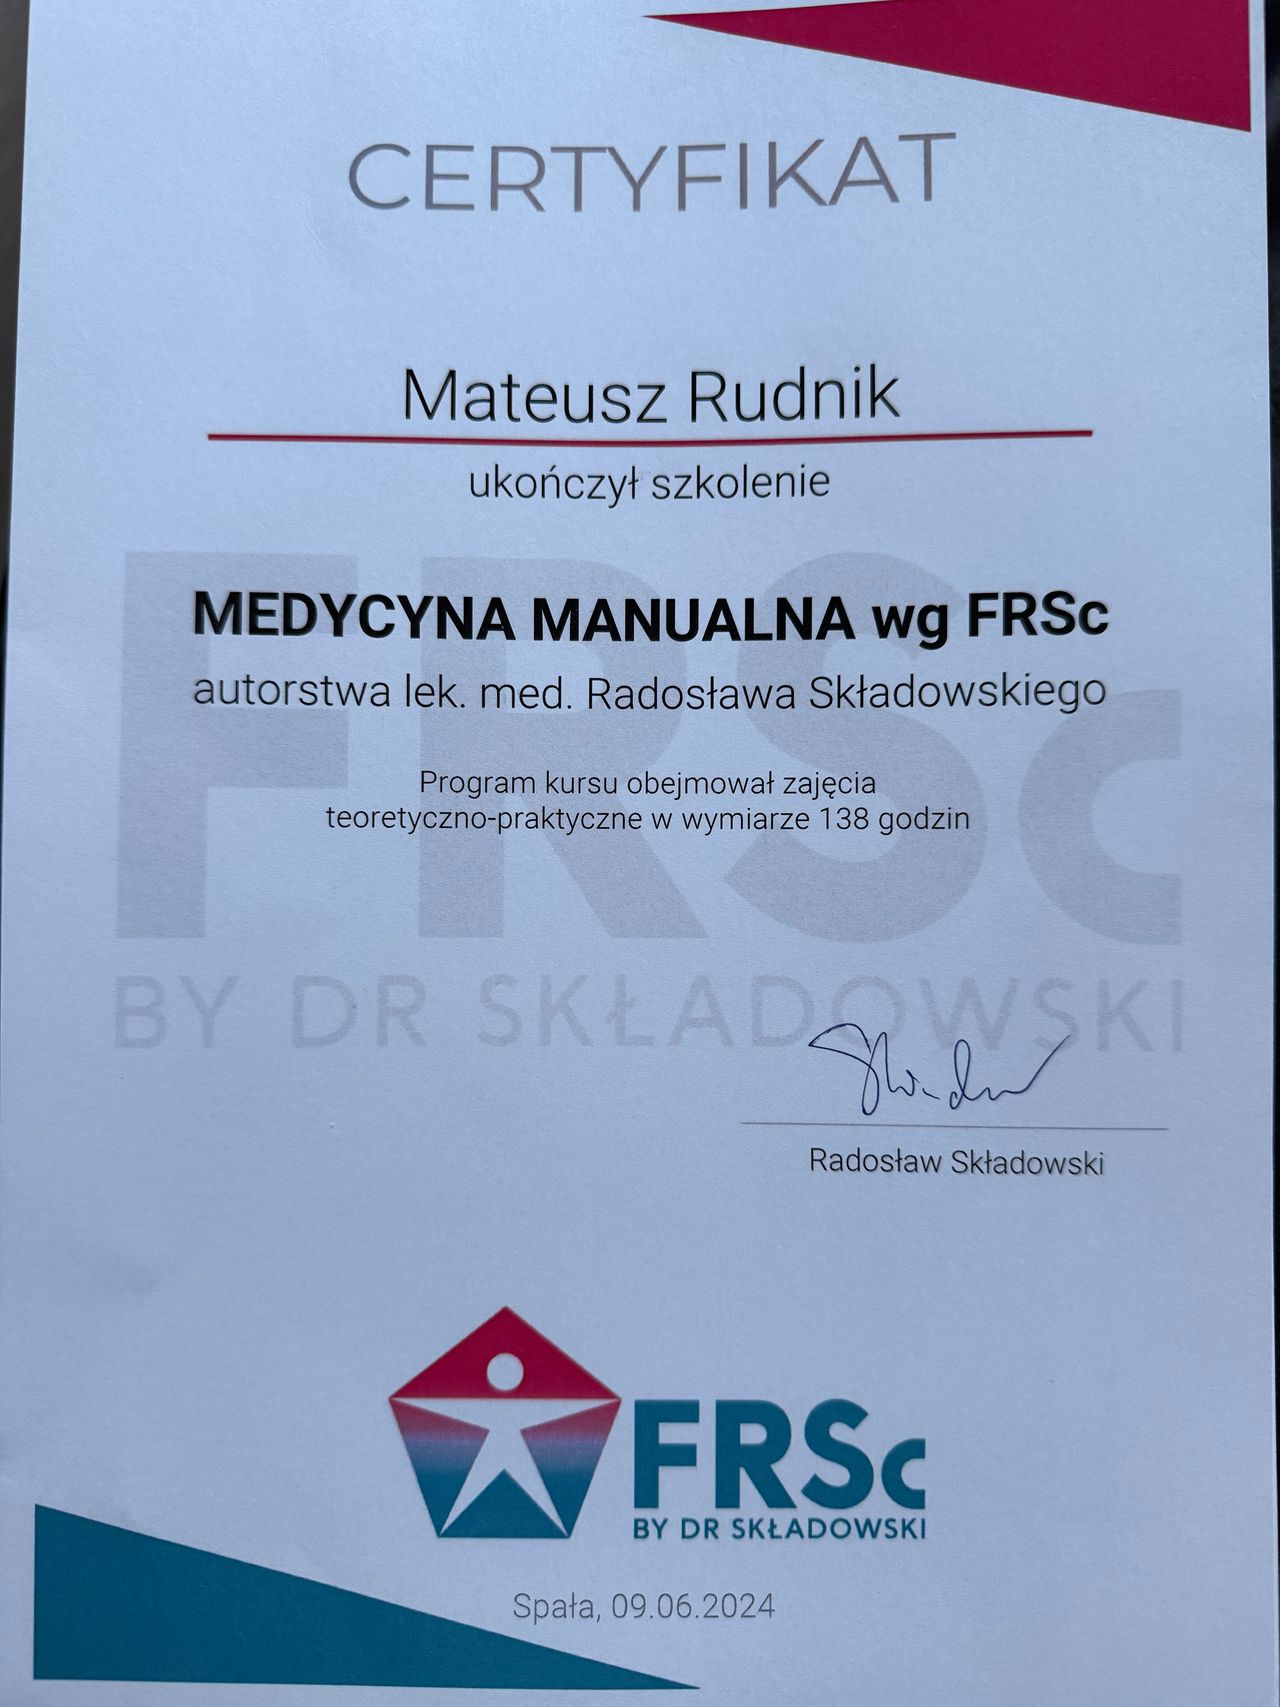 CERTYFIKAT
Mateusz Rudnik
ukończył szkolenie
MEDYCYNA MANUALNA wg FRSc
autorstwa lek. med. Radosława Składowskiego
Program kursu obejmował zajęcia
teoretyczno-praktyczne w wymiarze 138 godzin
FRSc
BY DR SKŁADOWSKI
Radosław Składowski
FRSc
BY DR SKŁADOWSKI
Spała, 09.06.2024